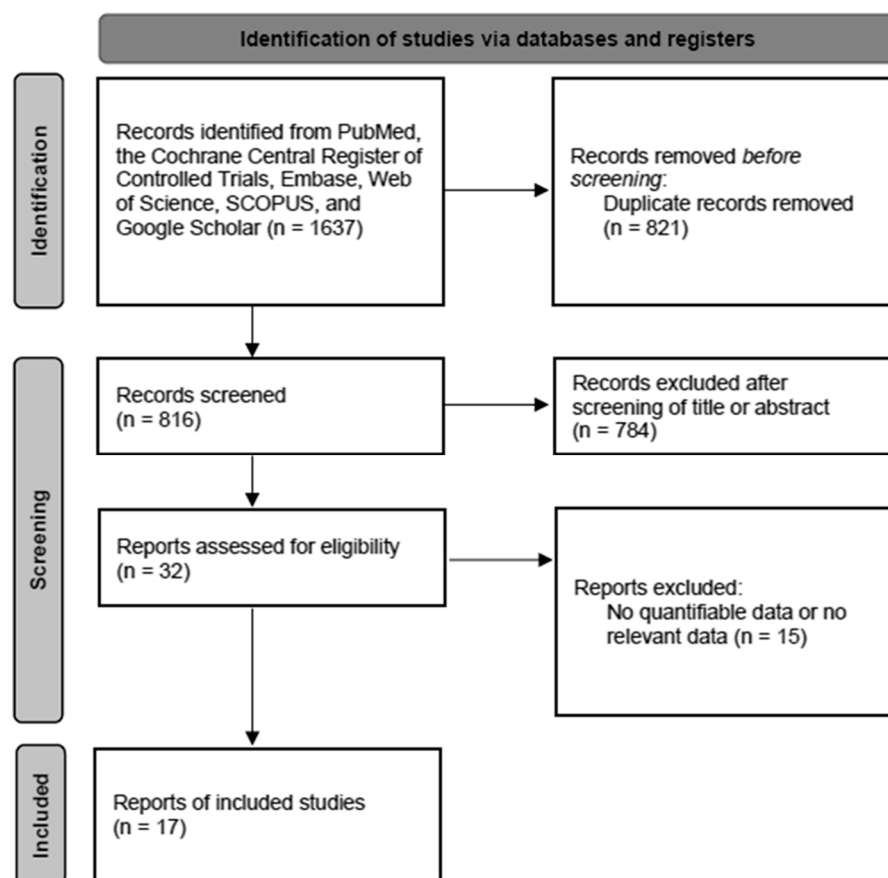 Identification of studies via databases and registers
Identification
Records identified from PubMed,
the Cochrane Central Register of
Controlled Trials, Embase, Web
of Science, SCOPUS, and
Google Scholar (n = 1637)
Records removed before
screening:
Duplicate records removed
(n = 821)
Screening
Records screened
(n = 816)
Records excluded after
screening of title or abstract
(n = 784)
Reports assessed for eligibility
(n = 32)
Reports excluded:
No quantifiable data or no
relevant data (n = 15)
Included
Reports of included studies
(n = 17)